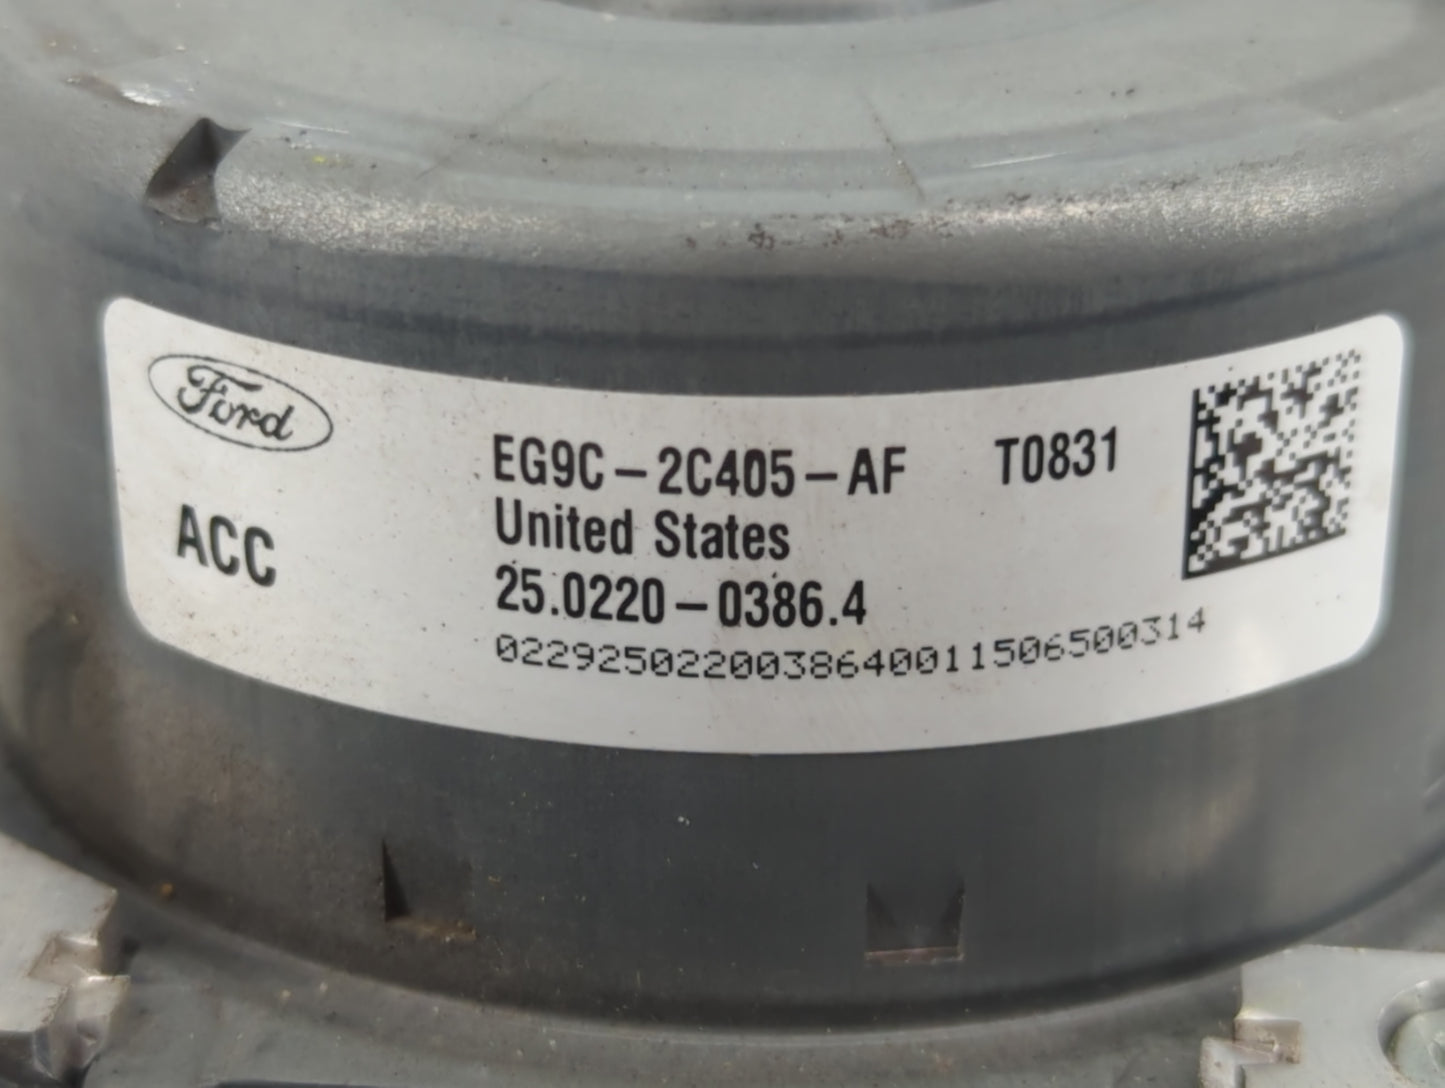 Ford
EG9C-2C405-AF T0831
United States
ACC
25.0220-0386.4
0229250220038640011506500314